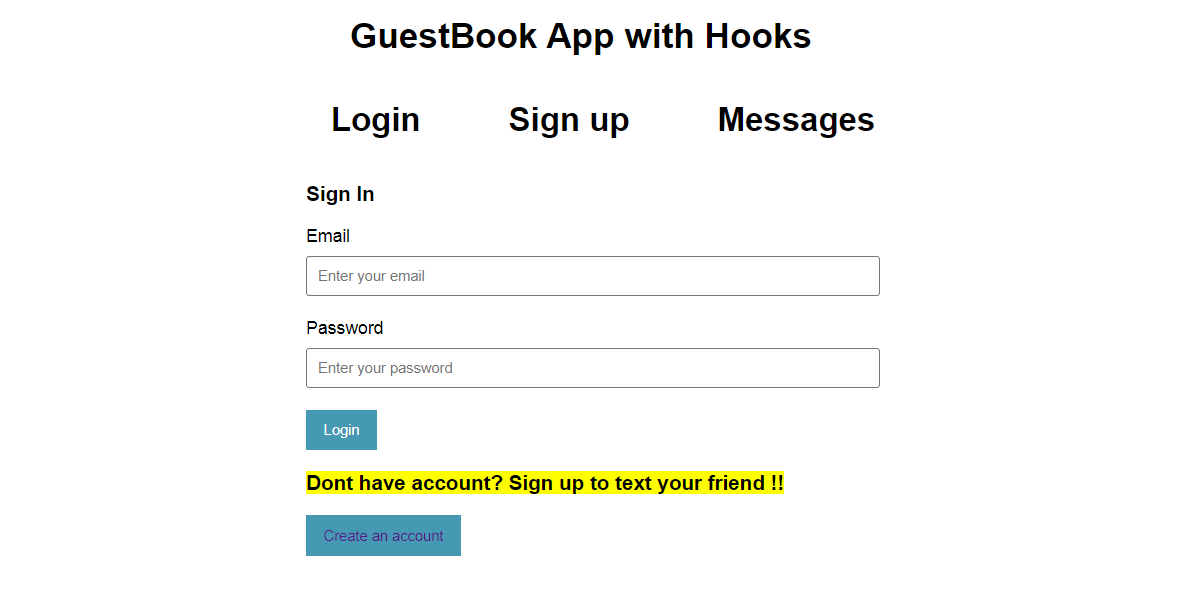 GuestBook App with Hooks
Login Sign up Messages
Sign In
Email
Enter your email
Password
Enter your password
Login
Dont have account? Sign up to text your friend !!
Create an account